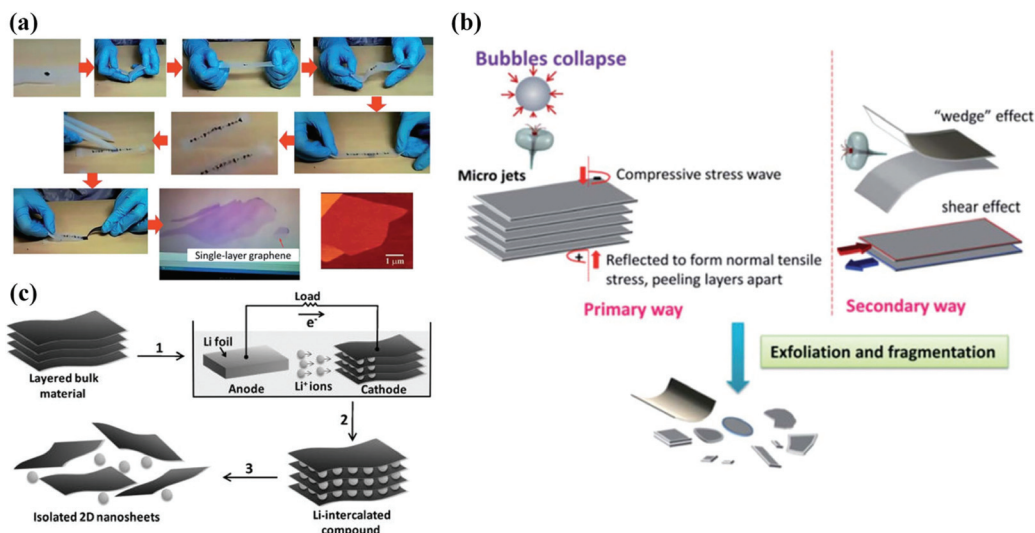 (a)
Single-layer graphene
1 μm
(b)
Bubbles collapse
Micro jets
Compressive stress wave
-
+
Reflected to form normal tensile
stress, peeling layers apart
Primary way
"wedge" effect
shear effect
Secondary way
Exfoliation and fragmentation
(c)
Layered bulk
material
1
Load
e-
Li foil
Anode
Li+ ions
Cathode
2
Li-intercalated
compound
3
Isolated 2D nanosheets